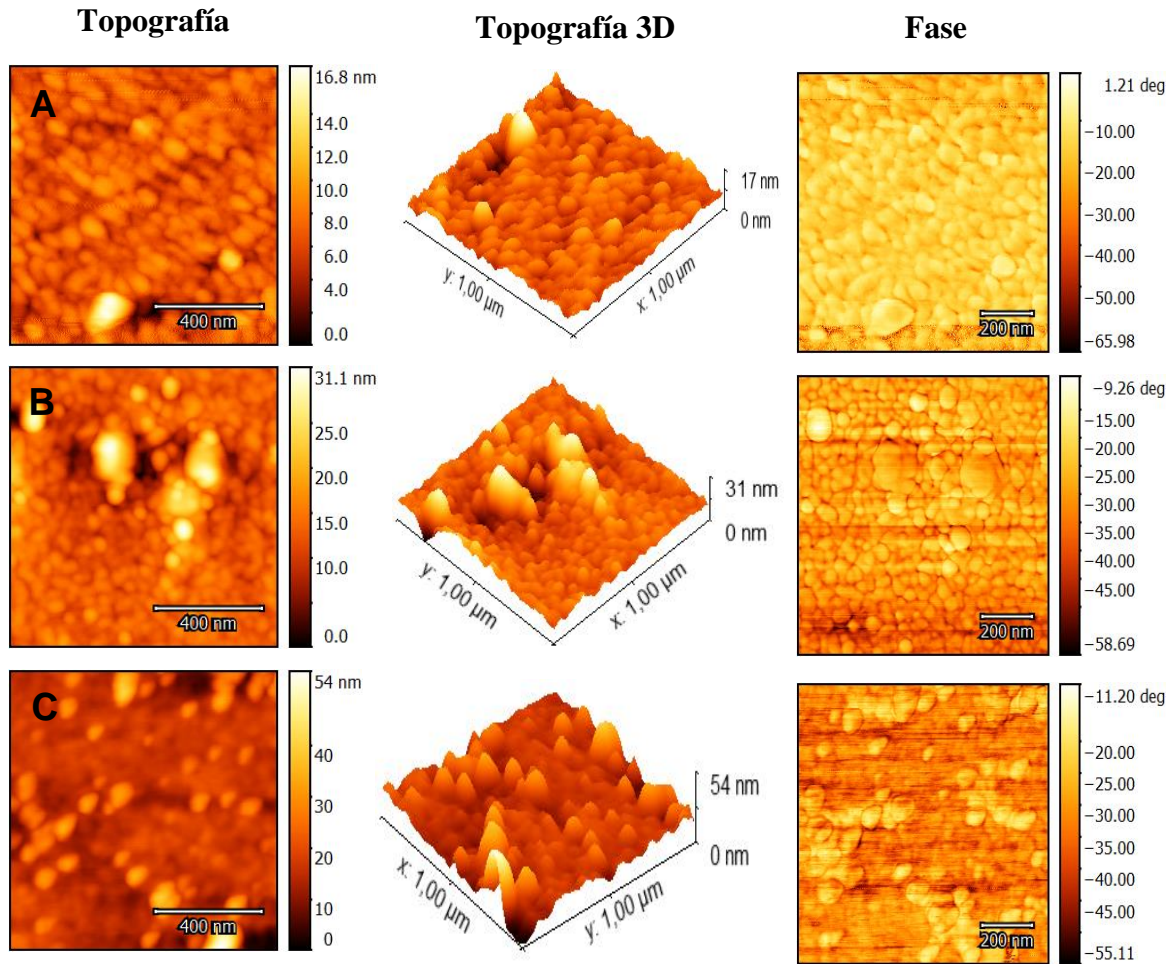 Topografía
Topografía 3D
Fase
A
16.8 nm
14.0
12.0
10.0
8.0
6.0
4.0
0.0
400 nm
17 nm
0 nm
y: 1,00 µm
x: 1,00 µm
1.21 deg
−10.00
−20.00
−30.00
−40.00
−50.00
−65.98
200 nm
B
31.1 nm
25.0
20.0
15.0
10.0
0.0
400 nm
31 nm
0 nm
y: 1,00 µm
x: 1,00 µm
−9.26 deg
−15.00
−20.00
−25.00
−30.00
−35.00
−40.00
−45.00
−58.69
200 nm
C
54 nm
40
30
20
10
0
400 nm
54 nm
0 nm
x: 1,00 µm
y: 1,00 µm
−11.20 deg
−20.00
−25.00
−30.00
−35.00
−40.00
−45.00
−55.11
200 nm